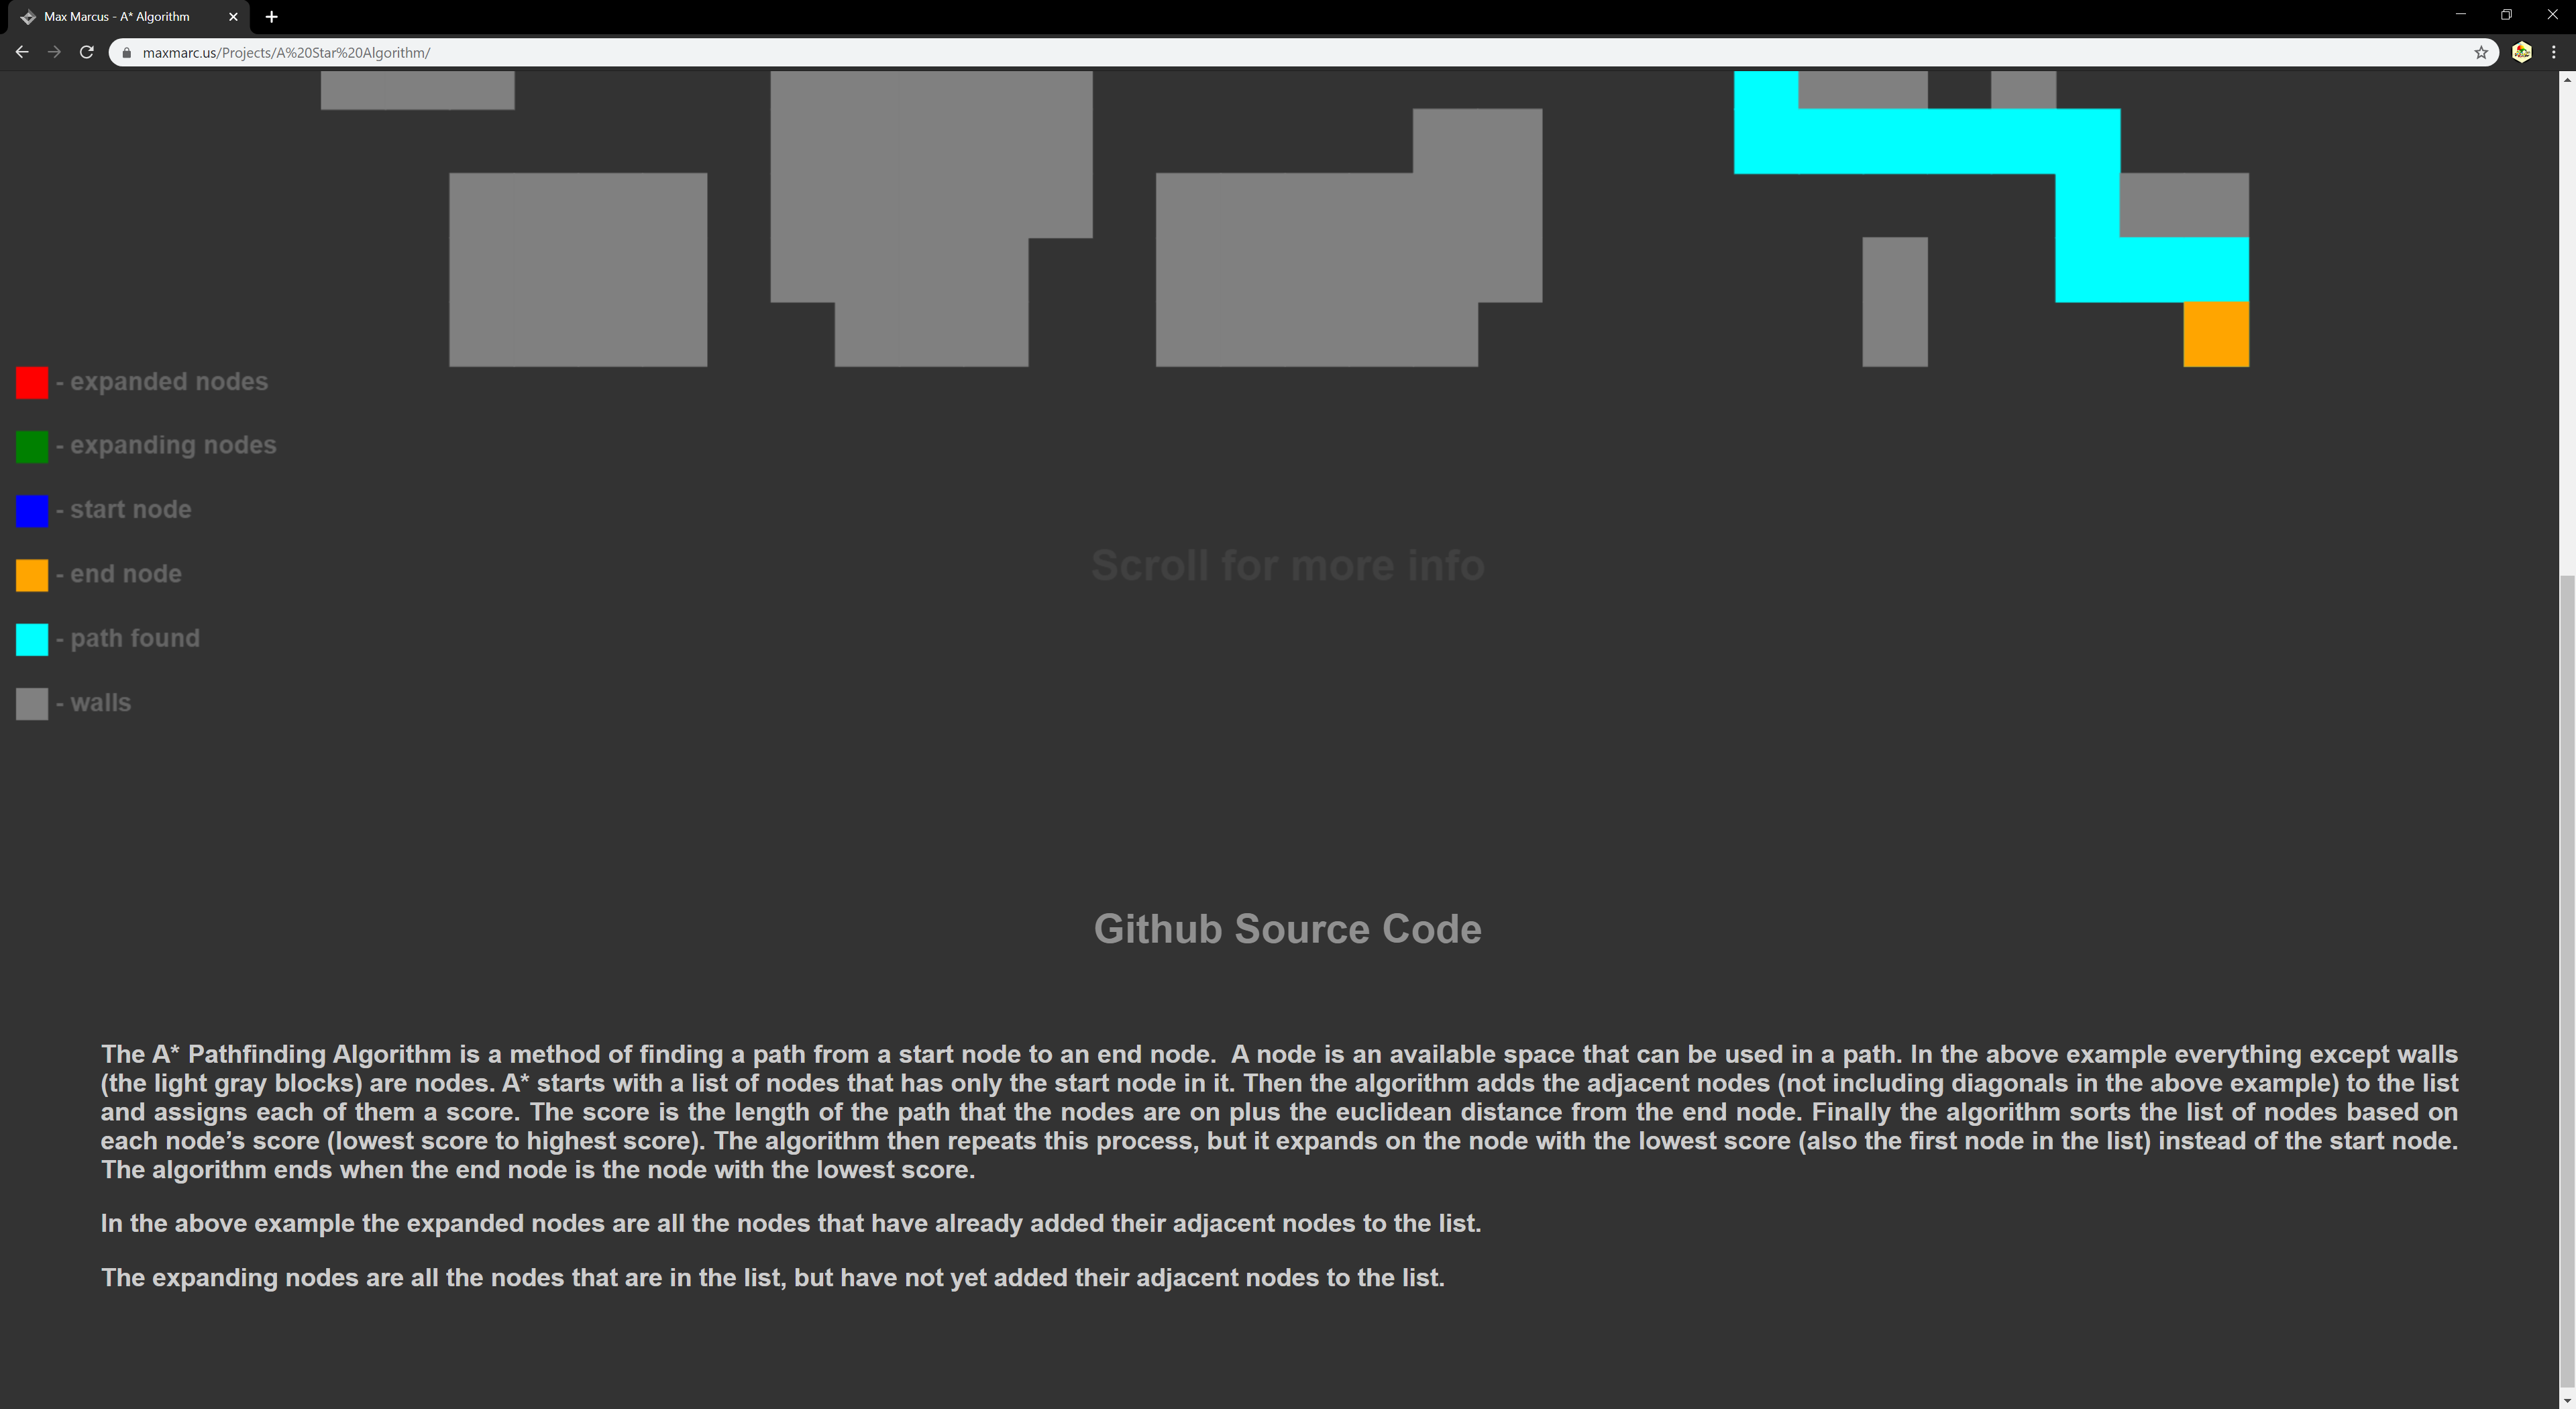 Max Marcus - A* Algorithm
maxmarc.us/Projects/A%20Star%20Algorithm/
- expanded nodes
- expanding nodes
- start node
- end node
- path found
- walls
Scroll for more info
Github Source Code
The A* Pathfinding Algorithm is a method of finding a path from a start node to an end node.  A node is an available space that can be used in a path. In the above example everything except walls
(the light gray blocks) are nodes. A* starts with a list of nodes that has only the start node in it. Then the algorithm adds the adjacent nodes (not including diagonals in the above example) to the list
and assigns each of them a score. The score is the length of the path that the nodes are on plus the euclidean distance from the end node. Finally the algorithm sorts the list of nodes based on
each node’s score (lowest score to highest score). The algorithm then repeats this process, but it expands on the node with the lowest score (also the first node in the list) instead of the start node.
The algorithm ends when the end node is the node with the lowest score.
In the above example the expanded nodes are all the nodes that have already added their adjacent nodes to the list.
The expanding nodes are all the nodes that are in the list, but have not yet added their adjacent nodes to the list.